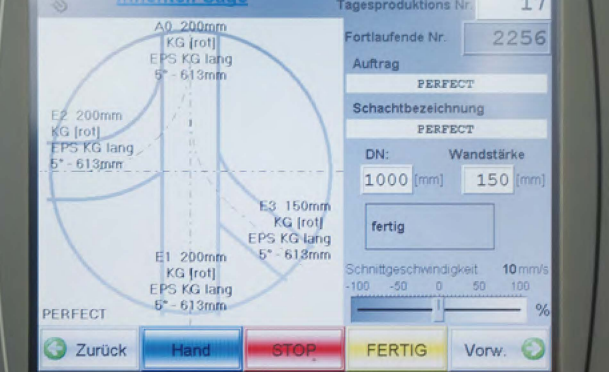 Tagesproduktions Nr. 17
Fortlaufende Nr. 2256
A0 200mm
KG [rot]
EPS KG lang
5° - 613mm
Auftrag
PERFECT
Schachtbezeichnung
PERFECT
E2 200mm
KG [rot]
EPS KG lang
5° - 613mm
DN: Wandstärke
1000 [mm] 150 [mm]
E3 150mm
KG [rot]
EPS KG lang
5° - 613mm
fertig
E1 200mm
KG [rot]
EPS KG lang
5° - 613mm
Schnittgeschwindigkeit 10 mm/s
-100 -50 0 50 100
%
PERFECT
Zurück Hand STOP FERTIG Vorw.